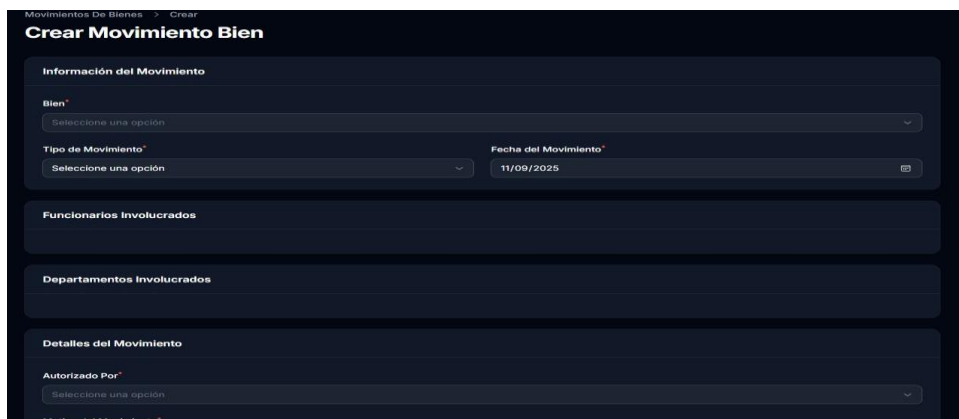 Movimientos De Bienes > Crear
Crear Movimiento Bien
Información del Movimiento
Bien*
Seleccione una opción
Tipo de Movimiento* Fecha del Movimiento*
Seleccione una opción 11/09/2025
Funcionarios Involucrados
Departamentos Involucrados
Detalles del Movimiento
Autorizado Por*
Seleccione una opción